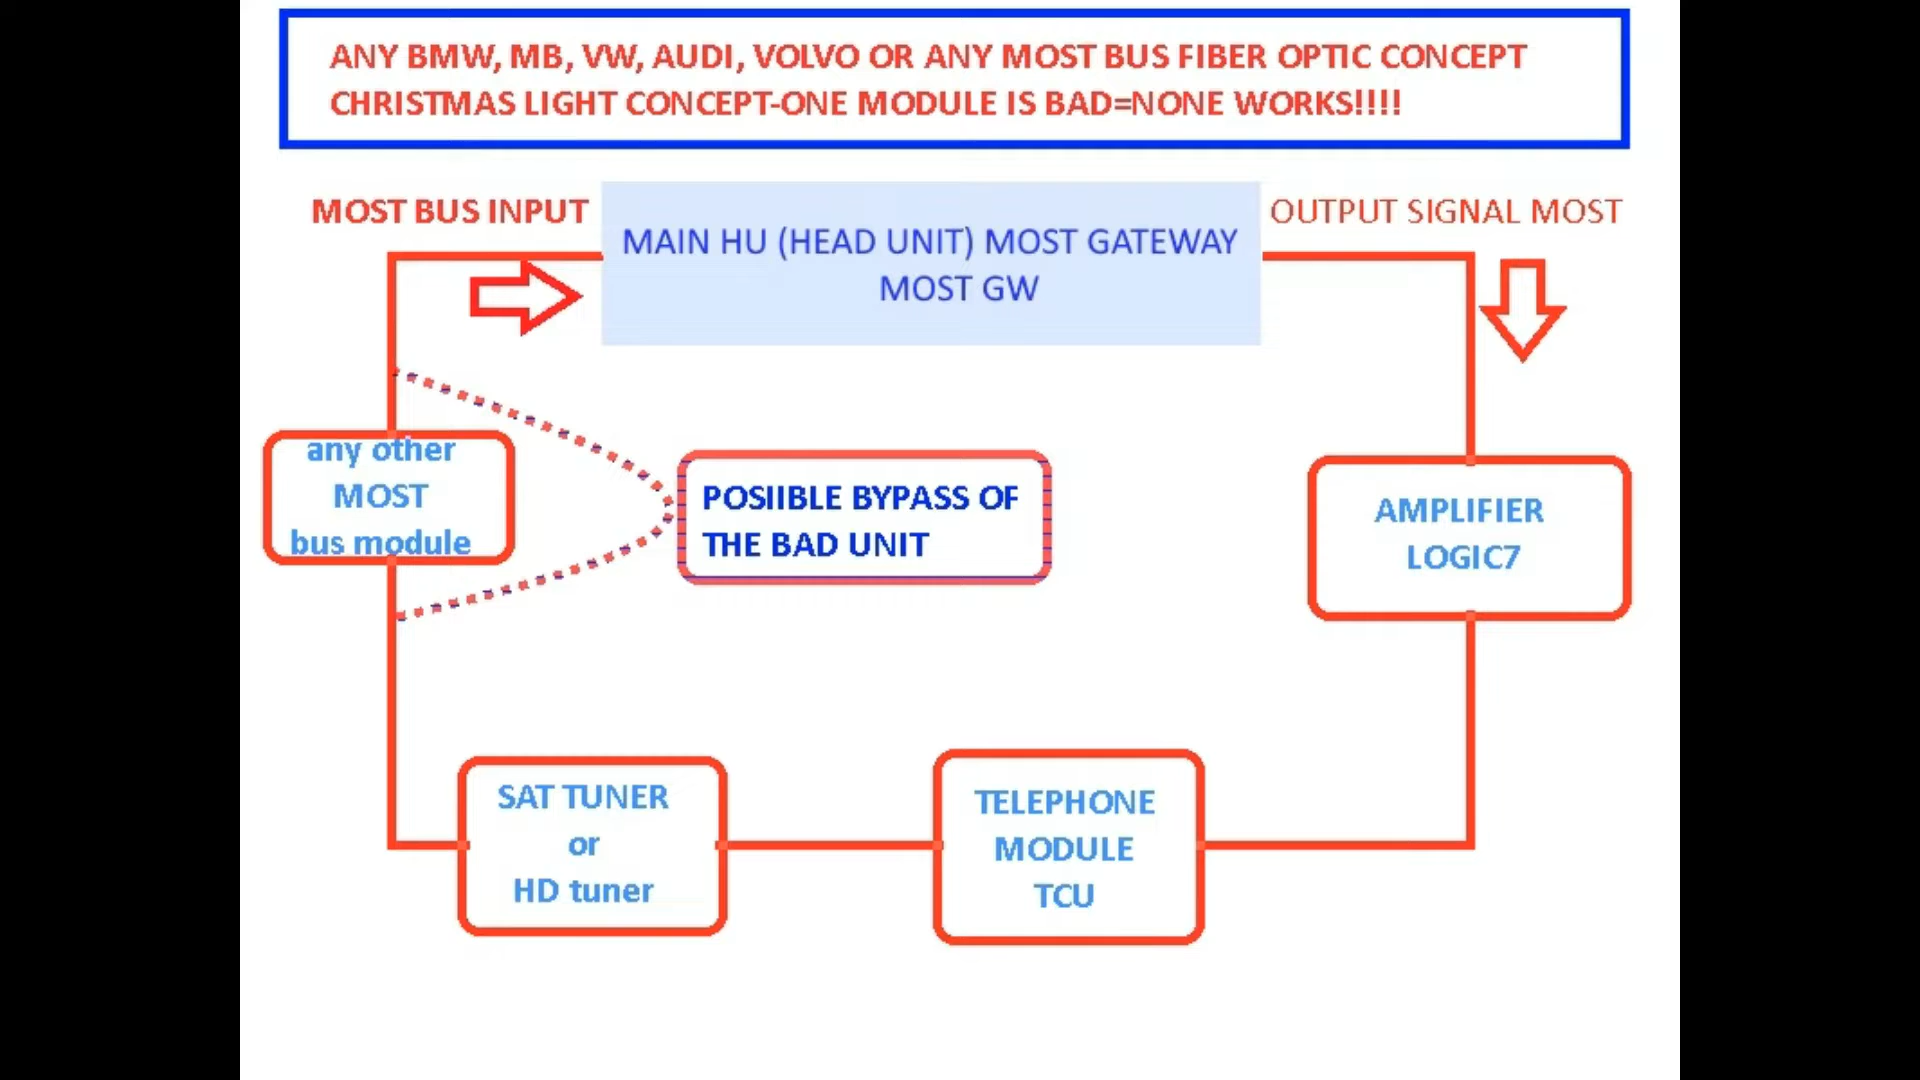 ANY BMW, MB, VW, AUDI, VOLVO OR ANY MOST BUS FIBER OPTIC CONCEPT
CHRISTMAS LIGHT CONCEPT-ONE MODULE IS BAD=NONE WORKS!!!!
MOST BUS INPUT
MAIN HU (HEAD UNIT) MOST GATEWAY
MOST GW
OUTPUT SIGNAL MOST
any other
MOST
bus module
POSIIBLE BYPASS OF
THE BAD UNIT
AMPLIFIER
LOGIC7
SAT TUNER
or
HD tuner
TELEPHONE
MODULE
TCU